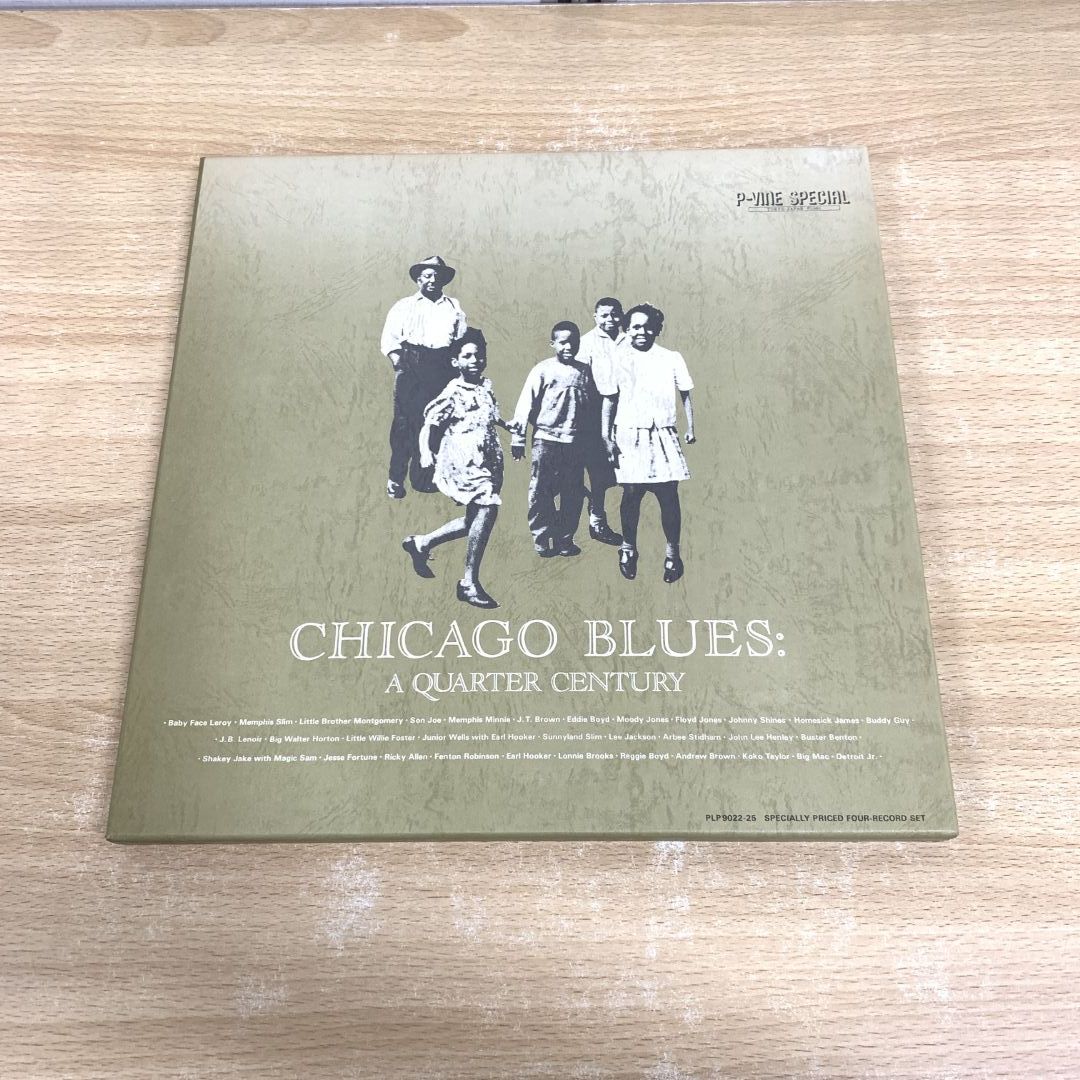 P-VINE SPECIAL
CHICAGO BLUES:
A QUARTER CENTURY
· Baby Face Leroy · Memphis Slim · Little Brother Montgomery · Son Joe · Memphis Minnie · J.T. Brown · Eddie Boyd · Moody Jones · Floyd Jones · Johnny Shines · Homesick James · Buddy Guy ·
· J.B. Lenoir · Big Walter Horton · Little Willie Foster · Junior Wells with Earl Hooker · Sunnyland Slim · Lee Jackson · Arbee Stidham · John Lee Henley · Buster Benton ·
· Shakey Jake with Magic Sam · Jesse Fortune · Ricky Allen · Fenton Robinson · Earl Hooker · Lonnie Brooks · Reggie Boyd · Andrew Brown · Koko Taylor · Big Mac · Detroit Jr. ·
PLP9022-25 SPECIALLY PRICED FOUR-RECORD SET